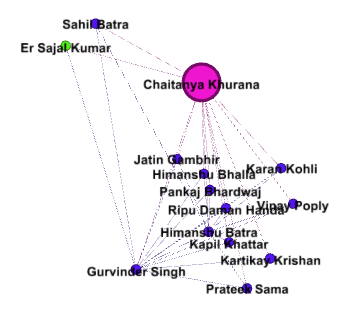 Sahil Batra
Er Sajal Kumar
Chaitanya Khurana
Jatin Gambhir
Himanshu Bhalla
Karan Kohli
Pankaj Bhardwaj
Ripu Daman Handa
Vinay Poply
Himanshu Batra
Kapil Khattar
Kartikay Krishan
Gurvinder Singh
Prateek Sama